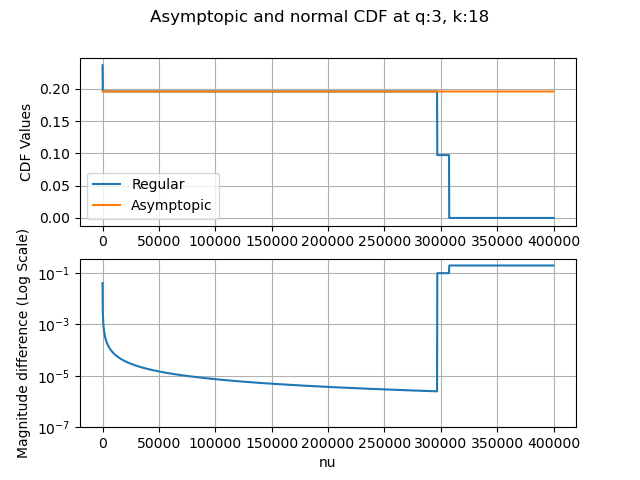 Asymptopic and normal CDF at q:3, k:18
CDF Values
0.20
0.15
0.10
0.05
0.00
Regular
Asymptopic
0 50000 100000 150000 200000 250000 300000 350000 400000
Magnitude difference (Log Scale)
10⁻¹
10⁻³
10⁻⁵
10⁻⁷
0 50000 100000 150000 200000 250000 300000 350000 400000
nu